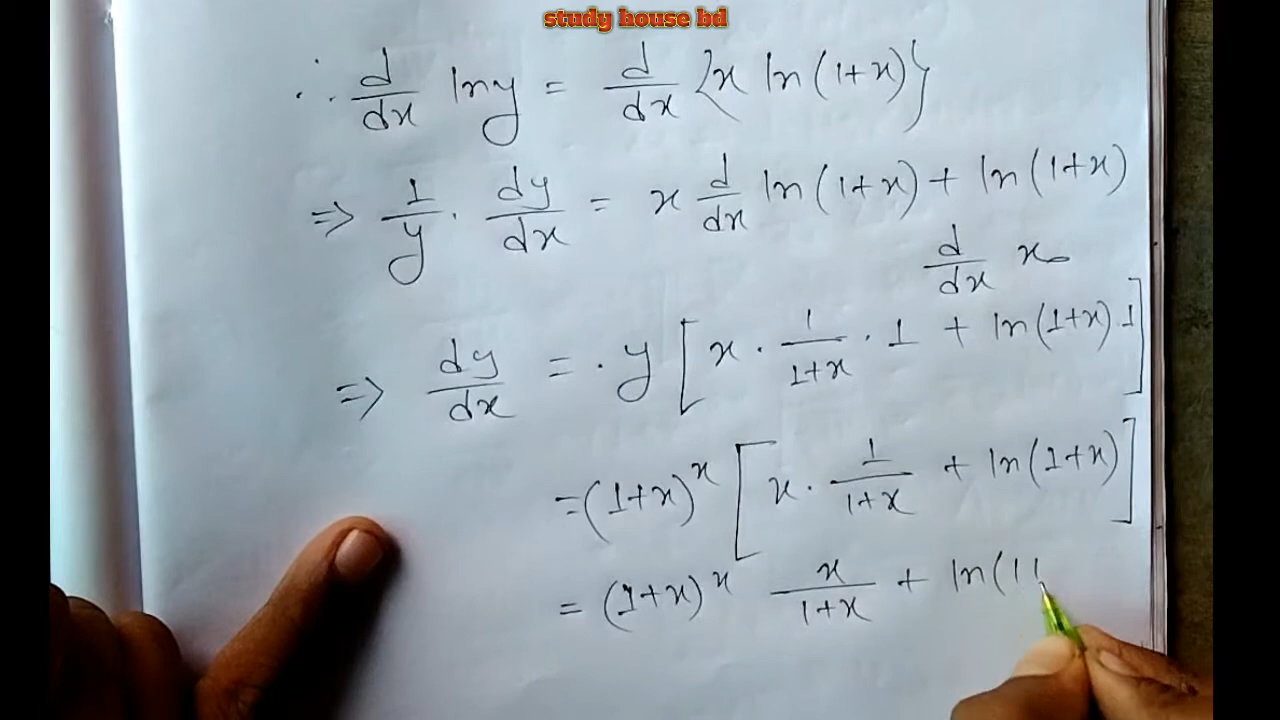 study house bd
∴ d/dx ln y = d/dx {x ln(1+x)}
⇒ 1/y · dy/dx = x d/dx ln(1+x) + ln(1+x)
d/dx x
⇒ dy/dx = · y [x · 1/1+x · 1 + ln(1+x) · 1]
= (1+x)^x [x · 1/1+x + ln(1+x)]
= (1+x)^x x/1+x + ln(1